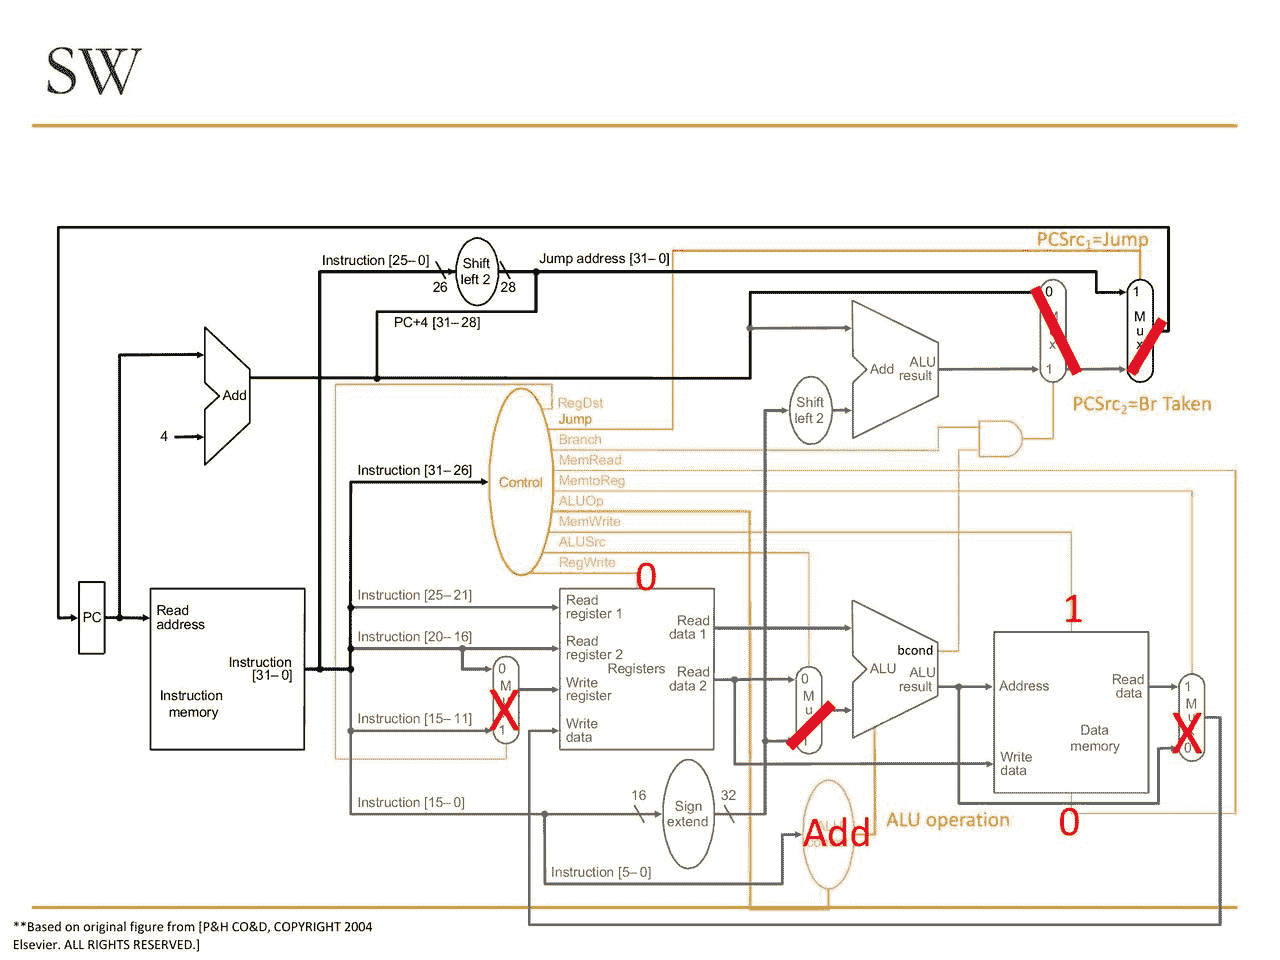 SW
PCSrc1=Jump
Instruction [25–0]
26
Shift
left 2
28
Jump address [31–0]
PC+4 [31–28]
0
M
x
1
1
M
u
x
Add
4
Add
ALU
result
Shift
left 2
PCSrc2=Br Taken
Control
RegDst
Jump
Branch
MemRead
MemtoReg
ALUOp
MemWrite
ALUSrc
RegWrite
Instruction [31–26]
0
1
PC
Read
address
Instruction
[31–0]
Instruction
memory
Instruction [25–21]
Instruction [20–16]
Instruction [15–11]
0
M
X
1
Read
register 1
Read
register 2
Write
register
Write
data
Registers
Read
data 1
Read
data 2
0
M
u
bcond
ALU
ALU
result
Address
Write
data
Read
data
Data
memory
1
M
X
0
0
Instruction [15–0]
16
Sign
extend
32
Add
ALU operation
Instruction [5–0]
**Based on original figure from [P&H CO&D, COPYRIGHT 2004
Elsevier. ALL RIGHTS RESERVED.]